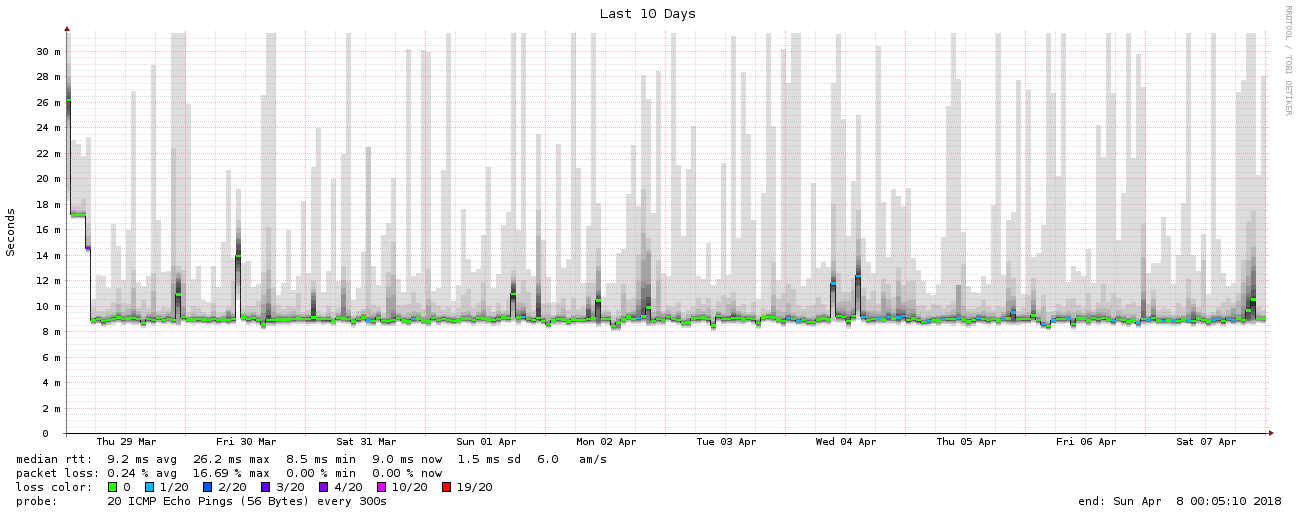 Last 10 Days
RRDTOOL / TOBI OETIKER
Seconds
30 m
28 m
26 m
24 m
22 m
20 m
18 m
16 m
14 m
12 m
10 m
8 m
6 m
4 m
2 m
0
Thu 29 Mar Fri 30 Mar Sat 31 Mar Sun 01 Apr Mon 02 Apr Tue 03 Apr Wed 04 Apr Thu 05 Apr Fri 06 Apr Sat 07 Apr
median rtt: 9.2 ms avg 26.2 ms max 8.5 ms min 9.0 ms now 1.5 ms sd 6.0 am/s
packet loss: 0.24 % avg 16.69 % max 0.00 % min 0.00 % now
loss color: 0 1/20 2/20 3/20 4/20 10/20 19/20
probe: 20 ICMP Echo Pings (56 Bytes) every 300s end: Sun Apr 8 00:05:10 2018